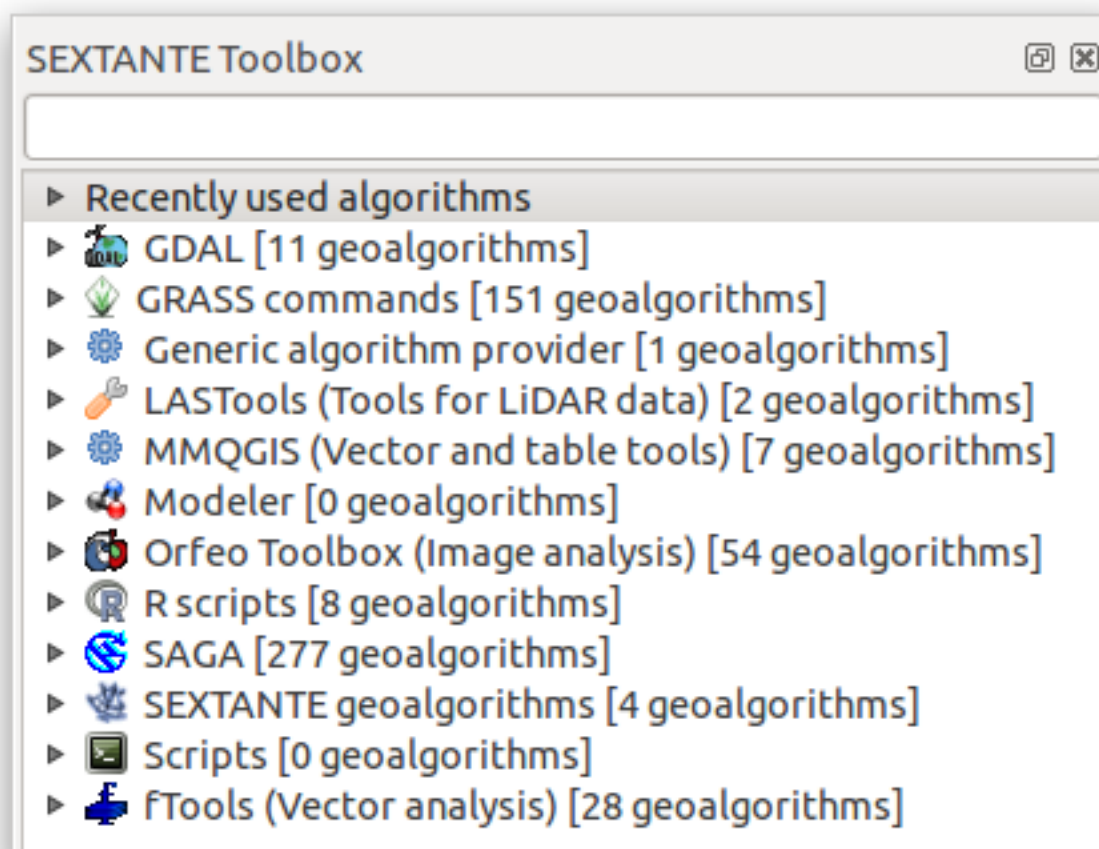 SEXTANTE Toolbox
Recently used algorithms
GDAL [11 geoalgorithms]
GRASS commands [151 geoalgorithms]
Generic algorithm provider [1 geoalgorithms]
LASTools (Tools for LiDAR data) [2 geoalgorithms]
MMQGIS (Vector and table tools) [7 geoalgorithms]
Modeler [0 geoalgorithms]
Orfeo Toolbox (Image analysis) [54 geoalgorithms]
R scripts [8 geoalgorithms]
SAGA [277 geoalgorithms]
SEXTANTE geoalgorithms [4 geoalgorithms]
Scripts [0 geoalgorithms]
fTools (Vector analysis) [28 geoalgorithms]